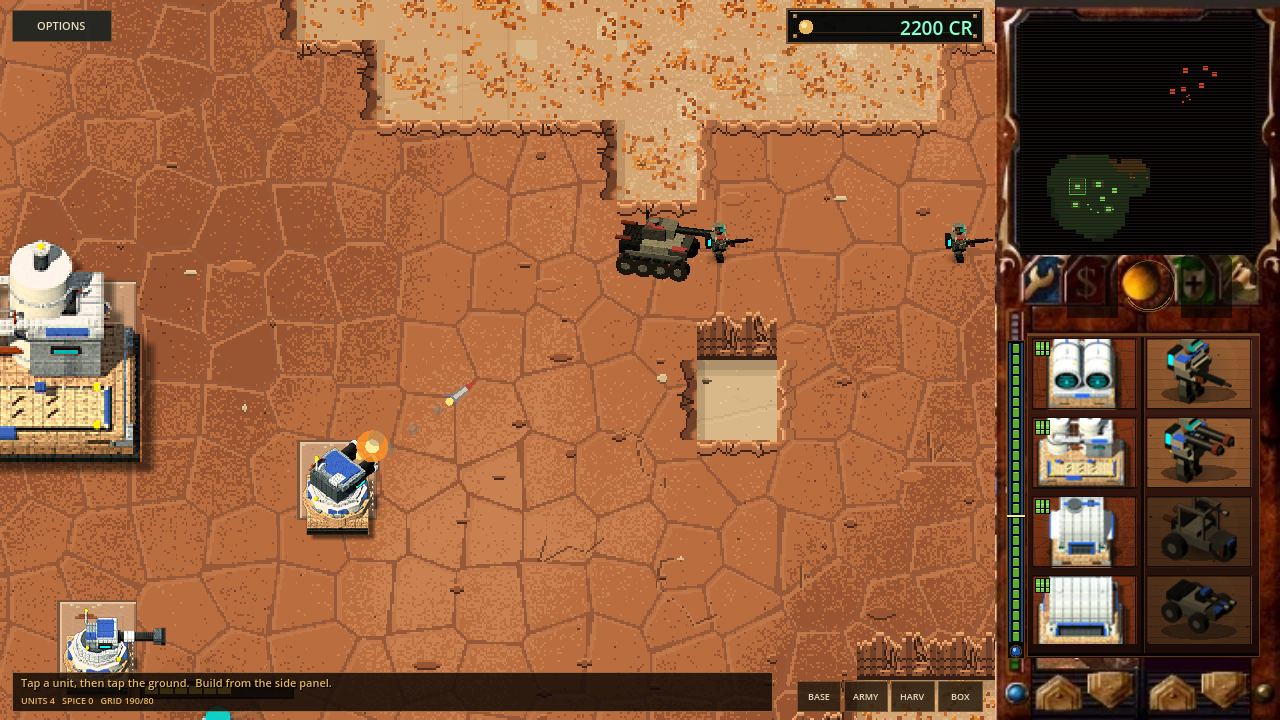 OPTIONS
2200 CR
Tap a unit, then tap the ground. Build from the side panel.
UNITS 4 SPICE 0 GRID 190/80
BASE
ARMY
HARV
BOX